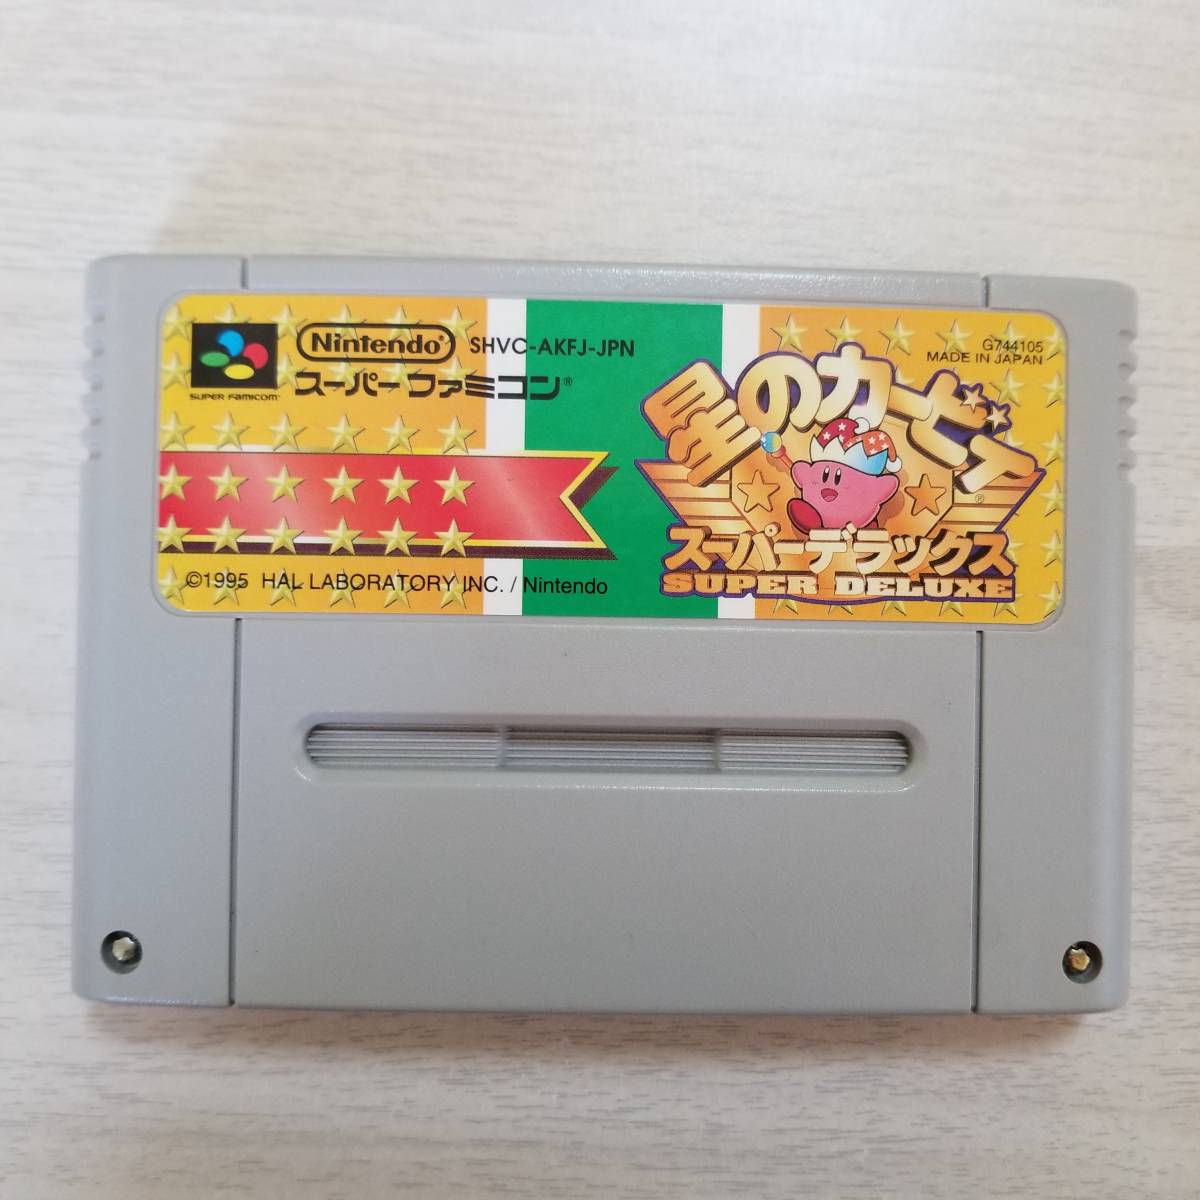 Nintendo® SHVC-AKFJ-JPN
SUPER FAMICOM™
スーパーファミコン®
G744105
MADE IN JAPAN
星のカービィ®
スーパーデラックス
SUPER DELUXE
©1995 HAL LABORATORY INC. / Nintendo